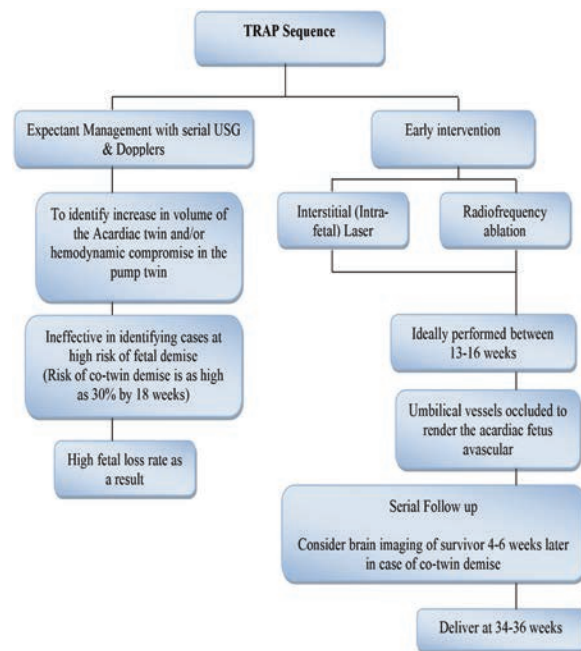 TRAP Sequence
Expectant Management with serial USG
& Dopplers
To identify increase in volume of
the Acardiac twin and/or
hemodynamic compromise in the
pump twin
Ineffective in identifying cases at
high risk of fetal demise
(Risk of co-twin demise is as high
as 30% by 18 weeks)
High fetal loss rate as
a result
Early intervention
Interstitial (Intra-
fetal) Laser
Radiofrequency
ablation
Ideally performed between
13-16 weeks
Umbilical vessels occluded to
render the acardiac fetus
avascular
Serial Follow up
Consider brain imaging of survivor 4-6 weeks later
in case of co-twin demise
Deliver at 34-36 weeks